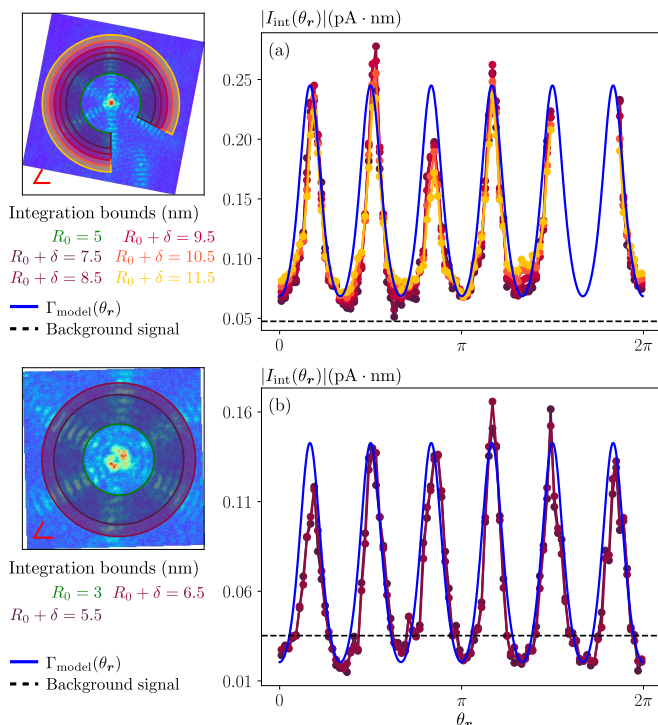 |I_int(θ_r)|(pA · nm)
(a)
0.25
0.20
0.15
0.10
0.05
0 π 2π
θ_r
Integration bounds (nm)
R_0 = 5 R_0 + δ = 9.5
R_0 + δ = 7.5 R_0 + δ = 10.5
R_0 + δ = 8.5 R_0 + δ = 11.5
Γ_model(θ_r)
Background signal
|I_int(θ_r)|(pA · nm)
(b)
0.16
0.11
0.06
0.01
0 π 2π
θ_r
Integration bounds (nm)
R_0 = 3 R_0 + δ = 6.5
R_0 + δ = 5.5
Γ_model(θ_r)
Background signal